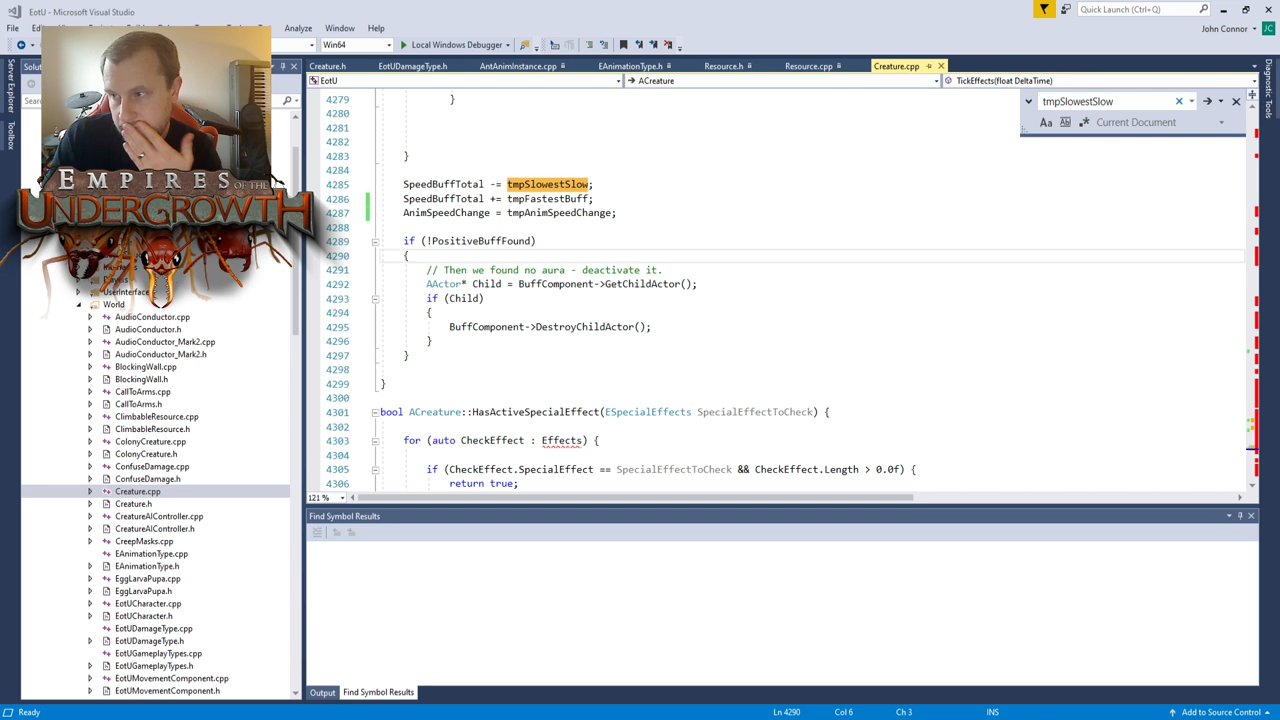 EotU - Microsoft Visual Studio
Quick Launch (Ctrl+Q)
File
Analyze
Window
Help
John Connor
JC
Win64
Local Windows Debugger
Server Explorer
Toolbox
Diagnostic Tools
Creature.h
EotUDamageType.h
AntAnimInstance.cpp
EAnimationType.h
Resource.h
Resource.cpp
Creature.cpp
EotU
ACreature
TickEffects(float DeltaTime)
tmpSlowestSlow
Current Document
4279 }
4280
4281
4282
4283 }
4284
4285 SpeedBuffTotal -= tmpSlowestSlow;
4286 SpeedBuffTotal += tmpFastestBuff;
4287 AnimSpeedChange = tmpAnimSpeedChange;
4288
4289 if (!PositiveBuffFound)
4290 {
4291 // Then we found no aura - deactivate it.
4292 AActor* Child = BuffComponent->GetChildActor();
4293 if (Child)
4294 {
4295 BuffComponent->DestroyChildActor();
4296 }
4297 }
4298
4299 }
4300
4301 bool ACreature::HasActiveSpecialEffect(ESpecialEffects SpecialEffectToCheck) {
4302
4303 for (auto CheckEffect : Effects) {
4304
4305 if (CheckEffect.SpecialEffect == SpecialEffectToCheck && CheckEffect.Length > 0.0f) {
4306 return true;
121 %
EMPIRES OF THE
UNDERGROWTH
UserInterface
World
AudioConductor.cpp
AudioConductor.h
AudioConductor_Mark2.cpp
AudioConductor_Mark2.h
BlockingWall.cpp
BlockingWall.h
CallToArms.cpp
CallToArms.h
ClimbableResource.cpp
ClimbableResource.h
ColonyCreature.cpp
ColonyCreature.h
ConfuseDamage.cpp
ConfuseDamage.h
Creature.cpp
Creature.h
CreatureAIController.cpp
CreatureAIController.h
CreepMasks.cpp
EAnimationType.cpp
EAnimationType.h
EggLarvaPupa.cpp
EggLarvaPupa.h
EotUCharacter.cpp
EotUCharacter.h
EotUDamageType.cpp
EotUDamageType.h
EotUGameplayTypes.cpp
EotUGameplayTypes.h
EotUMovementComponent.cpp
EotUMovementComponent.h
Find Symbol Results
Output
Find Symbol Results
Ready
Ln 4290
Col 6
Ch 3
INS
Add to Source Control